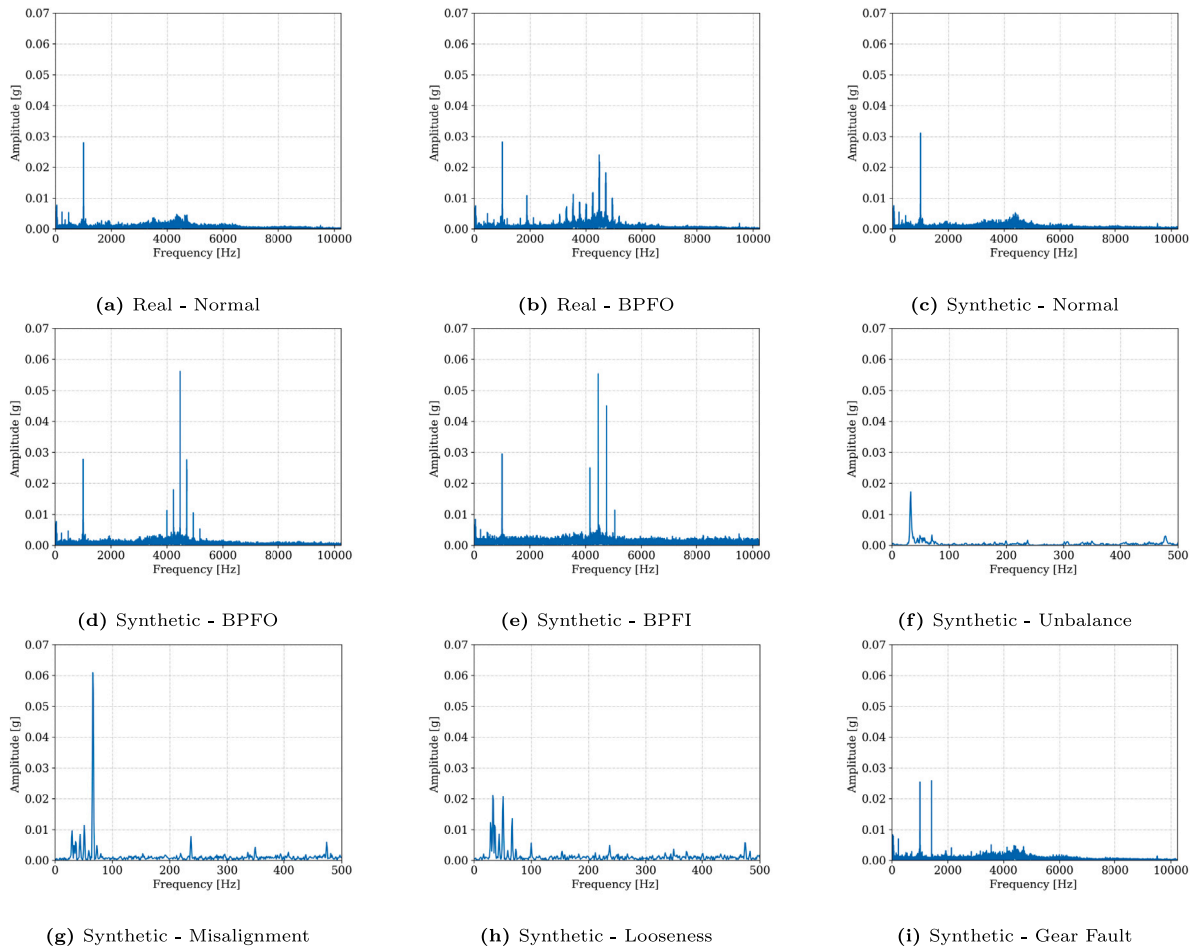 0.07
0.06
0.05
0.04
0.03
0.02
0.01
0.00
Amplitude [g]
0 2000 4000 6000 8000 10000
Frequency [Hz]
(a) Real - Normal
0.07
0.06
0.05
0.04
0.03
0.02
0.01
0.00
Amplitude [g]
0 2000 4000 6000 8000 10000
Frequency [Hz]
(b) Real - BPFO
0.07
0.06
0.05
0.04
0.03
0.02
0.01
0.00
Amplitude [g]
0 2000 4000 6000 8000 10000
Frequency [Hz]
(c) Synthetic - Normal
0.07
0.06
0.05
0.04
0.03
0.02
0.01
0.00
Amplitude [g]
0 2000 4000 6000 8000 10000
Frequency [Hz]
(d) Synthetic - BPFO
0.07
0.06
0.05
0.04
0.03
0.02
0.01
0.00
Amplitude [g]
0 2000 4000 6000 8000 10000
Frequency [Hz]
(e) Synthetic - BPFI
0.07
0.06
0.05
0.04
0.03
0.02
0.01
0.00
Amplitude [g]
0 100 200 300 400 500
Frequency [Hz]
(f) Synthetic - Unbalance
0.07
0.06
0.05
0.04
0.03
0.02
0.01
0.00
Amplitude [g]
0 100 200 300 400 500
Frequency [Hz]
(g) Synthetic - Misalignment
0.07
0.06
0.05
0.04
0.03
0.02
0.01
0.00
Amplitude [g]
0 100 200 300 400 500
Frequency [Hz]
(h) Synthetic - Looseness
0.07
0.06
0.05
0.04
0.03
0.02
0.01
0.00
Amplitude [g]
0 2000 4000 6000 8000 10000
Frequency [Hz]
(i) Synthetic - Gear Fault